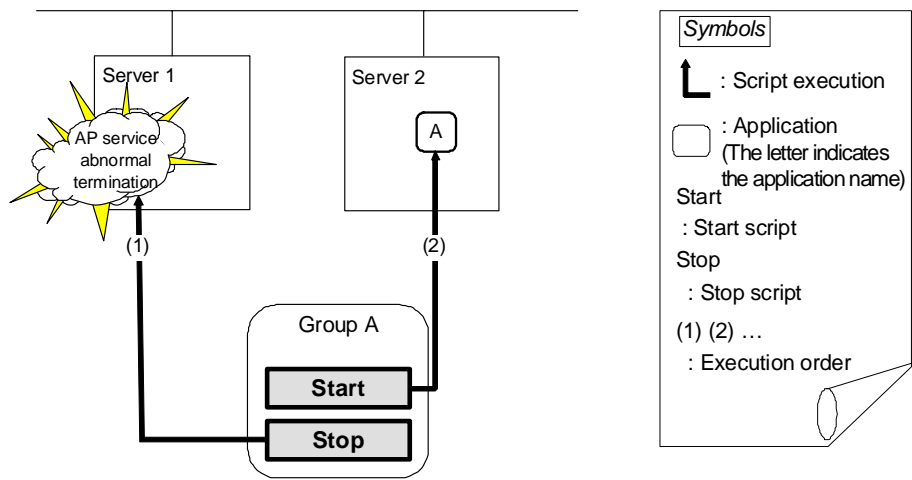 Server 1
AP service
abnormal
termination
Server 2
A
(1)
(2)
Group A
Start
Stop
Symbols
: Script execution
: Application
(The letter indicates
the application name)
Start
: Start script
Stop
: Stop script
(1) (2) …
: Execution order